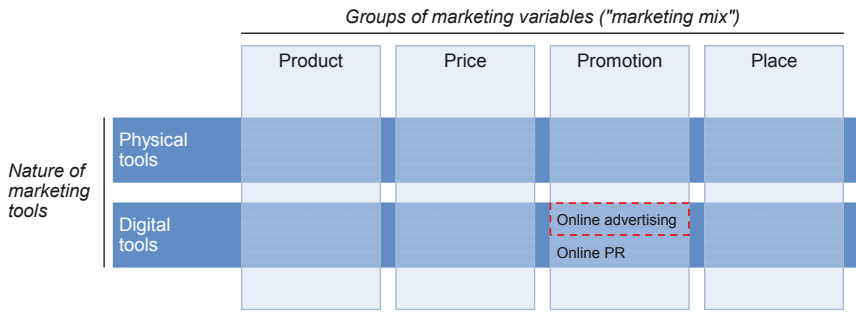 Groups of marketing variables ("marketing mix")
Product
Price
Promotion
Place
Physical
tools
Nature of
marketing
tools
Digital
tools
Online advertising
Online PR